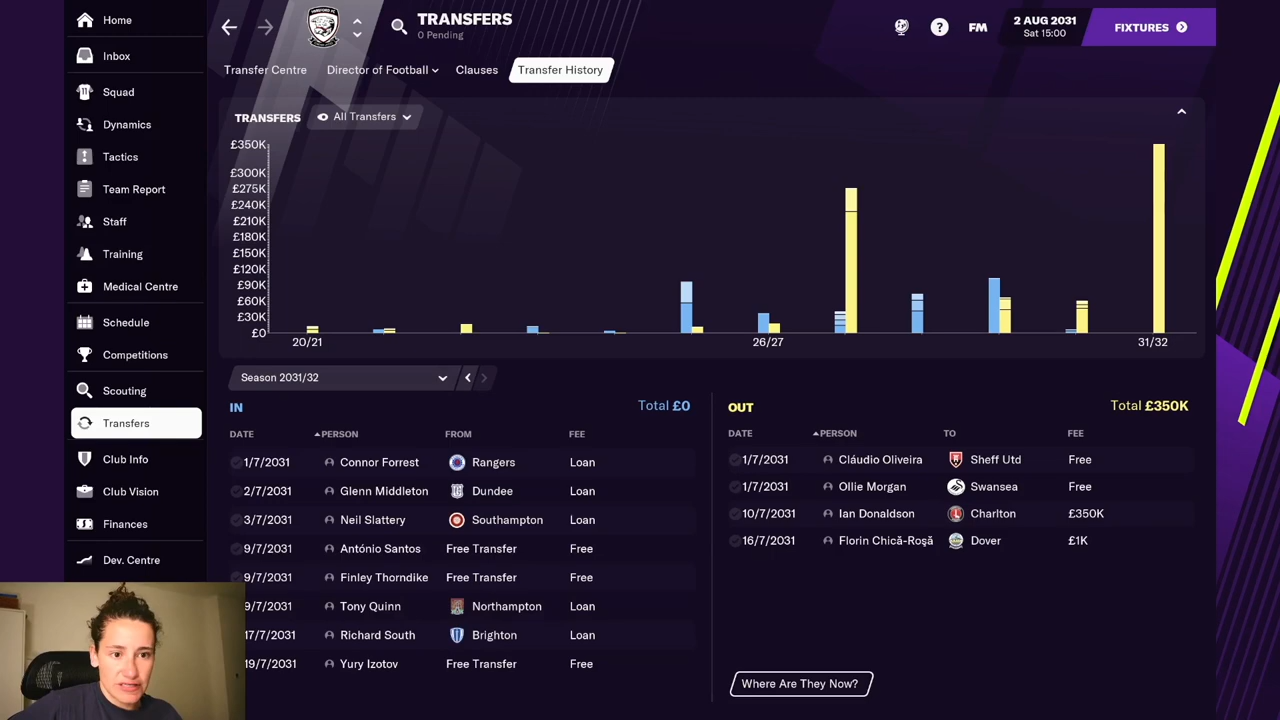 Home
Inbox
Squad
Dynamics
Tactics
Team Report
Staff
Training
Medical Centre
Schedule
Competitions
Scouting
Transfers
Club Info
Club Vision
Finances
Dev. Centre
TRANSFERS
0 Pending
FM
2 AUG 2031
Sat 15:00
FIXTURES
Transfer Centre
Director of Football
Clauses
Transfer History
TRANSFERS
All Transfers
£350K
£300K
£275K
£240K
£210K
£180K
£150K
£120K
£90K
£60K
£30K
£0
20/21 26/27 31/32
Season 2031/32
IN Total £0
DATE PERSON FROM FEE
1/7/2031 Connor Forrest Rangers Loan
2/7/2031 Glenn Middleton Dundee Loan
3/7/2031 Neil Slattery Southampton Loan
9/7/2031 António Santos Free Transfer Free
9/7/2031 Finley Thorndike Free Transfer Free
9/7/2031 Tony Quinn Northampton Loan
17/7/2031 Richard South Brighton Loan
19/7/2031 Yury Izotov Free Transfer Free
OUT Total £350K
DATE PERSON TO FEE
1/7/2031 Cláudio Oliveira Sheff Utd Free
1/7/2031 Ollie Morgan Swansea Free
10/7/2031 Ian Donaldson Charlton £350K
16/7/2031 Florin Chică-Roşă Dover £1K
Where Are They Now?